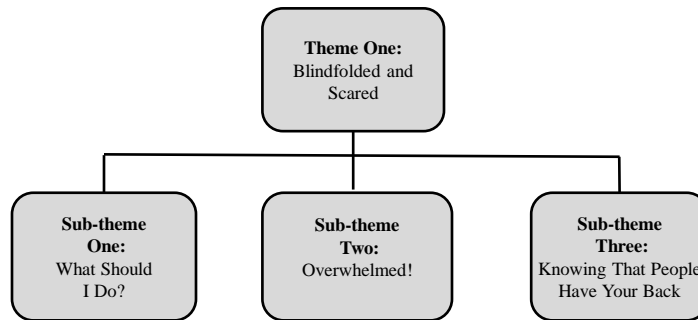 Theme One:
Blindfolded and
Scared
Sub-theme
One:
What Should
I Do?
Sub-theme
Two:
Overwhelmed!
Sub-theme
Three:
Knowing That People
Have Your Back